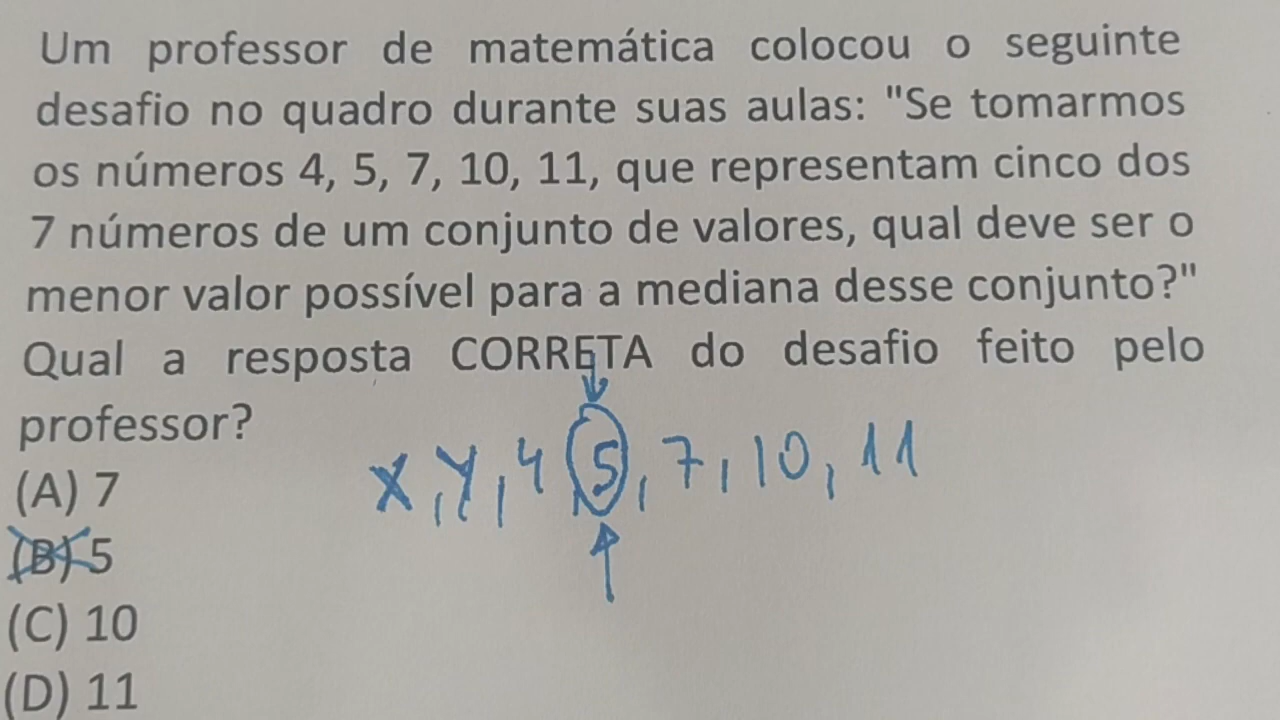 Um professor de matemática colocou o seguinte
desafio no quadro durante suas aulas: "Se tomarmos
os números 4, 5, 7, 10, 11, que representam cinco dos
7 números de um conjunto de valores, qual deve ser o
menor valor possível para a mediana desse conjunto?"
Qual a resposta CORRETA do desafio feito pelo
professor?
X, Y, 4, 5, 7, 10, 11
(A) 7
(B) 5
(C) 10
(D) 11